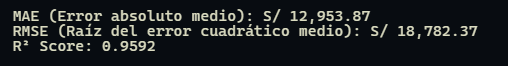 MAE (Error absoluto medio): S/ 12,953.87
RMSE (Raíz del error cuadrático medio): S/ 18,782.37
R² Score: 0.9592